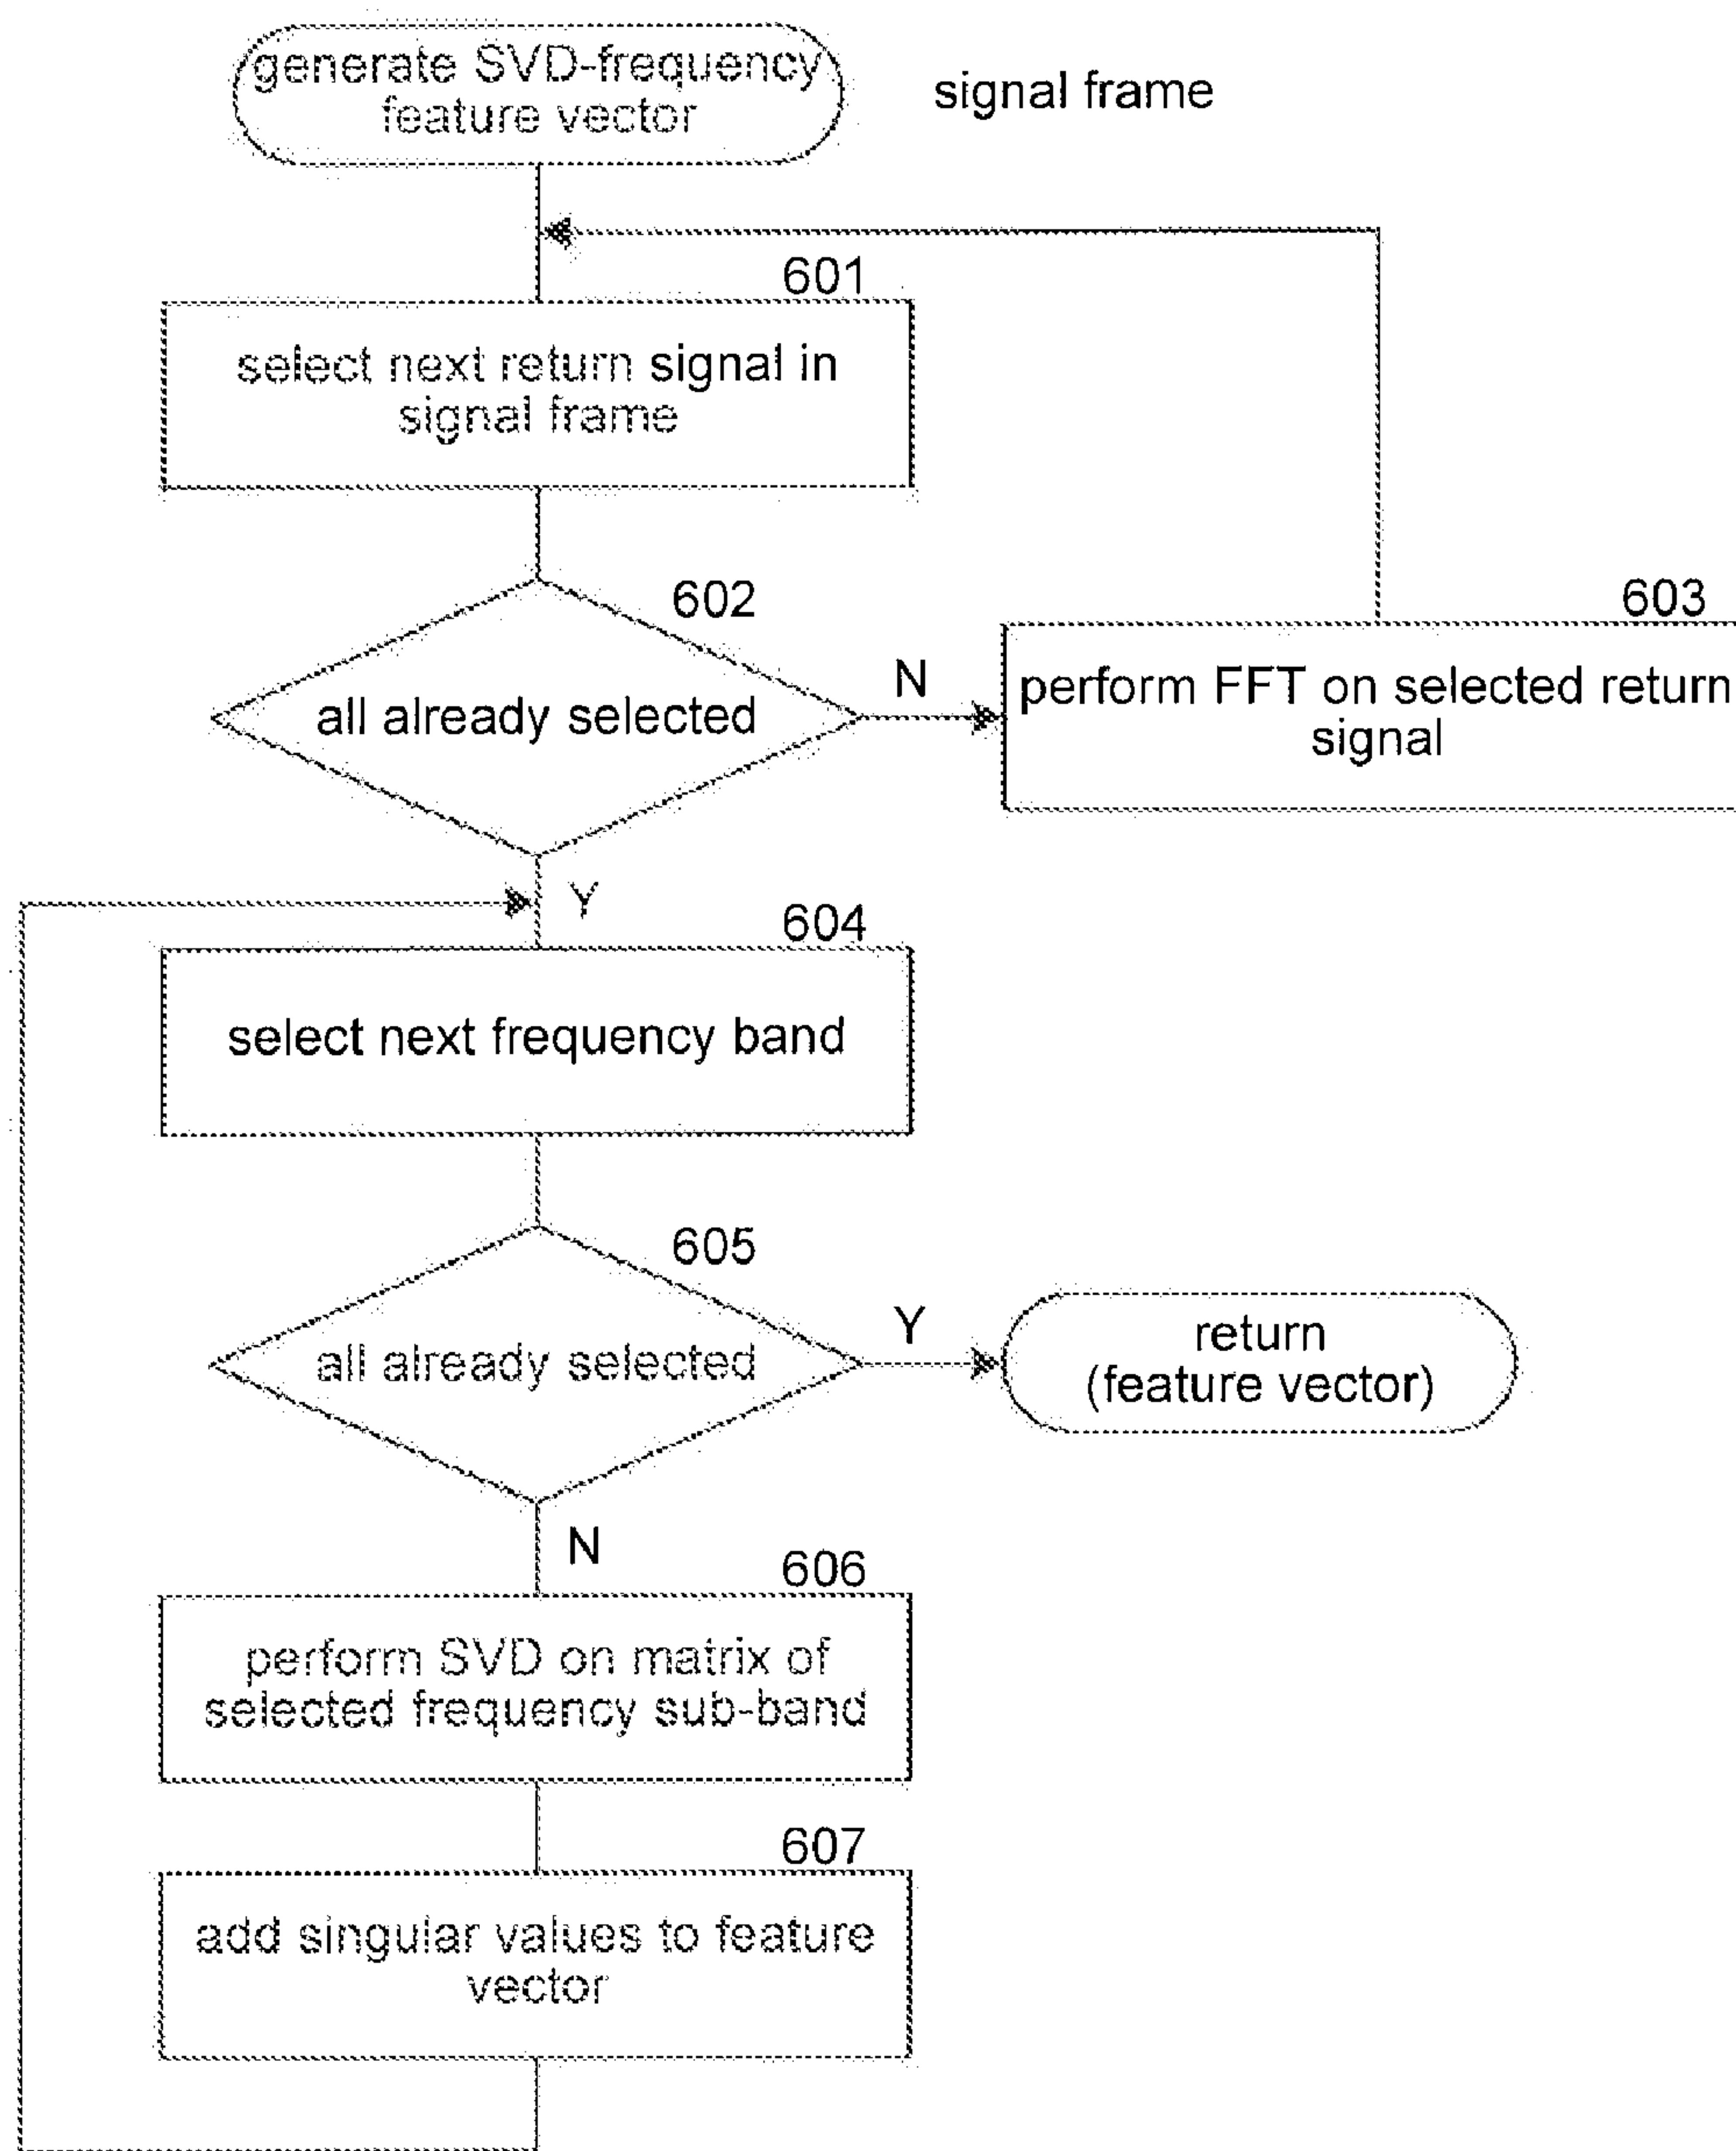 generate SVD-frequency
feature vector
signal frame
601
select next return signal in
signal frame
602
all already selected
N
603
perform FFT on selected return
signal
Y
604
select next frequency band
605
all already selected
Y
return
(feature vector)
N
606
perform SVD on matrix of
selected frequency sub-band
607
add singular values to feature
vector